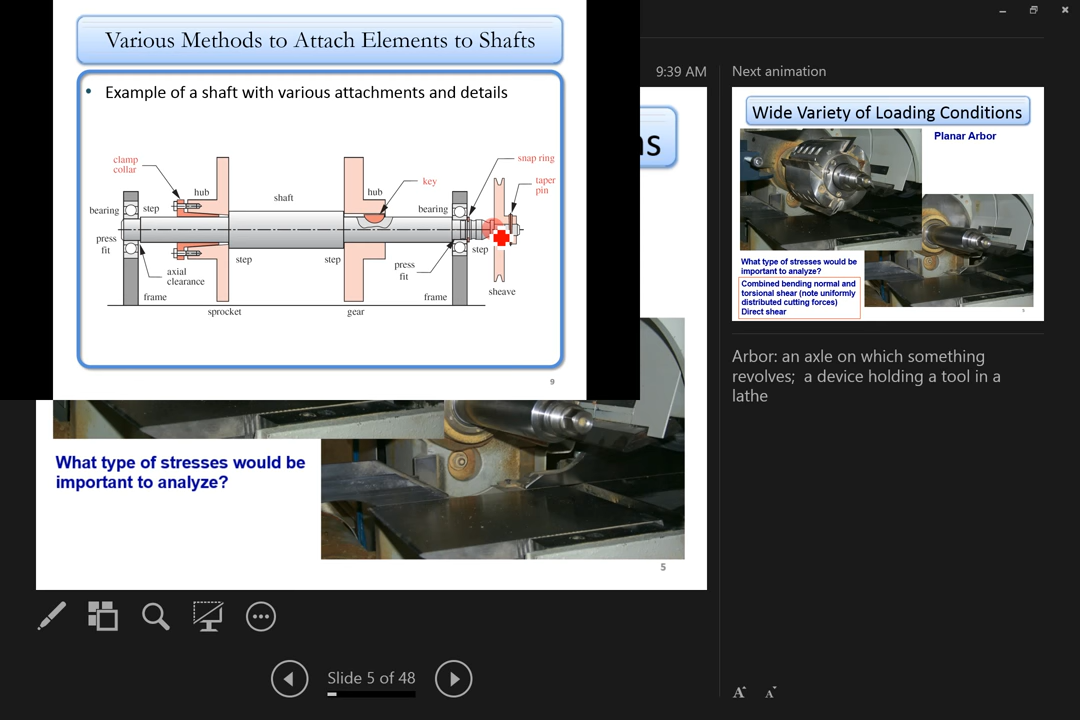 Various Methods to Attach Elements to Shafts
• Example of a shaft with various attachments and details
clamp
collar
hub
shaft
hub
key
snap ring
taper
pin
bearing
step
bearing
press
fit
axial
clearance
step
step
press
fit
step
sheave
frame
frame
sprocket
gear
9
9:39 AM
ns
What type of stresses would be
important to analyze?
5
Slide 5 of 48
Next animation
Wide Variety of Loading Conditions
Planar Arbor
What type of stresses would be
important to analyze?
Combined bending normal and
torsional shear (note uniformly
distributed cutting forces)
Direct shear
Arbor: an axle on which something
revolves;  a device holding a tool in a
lathe
A A